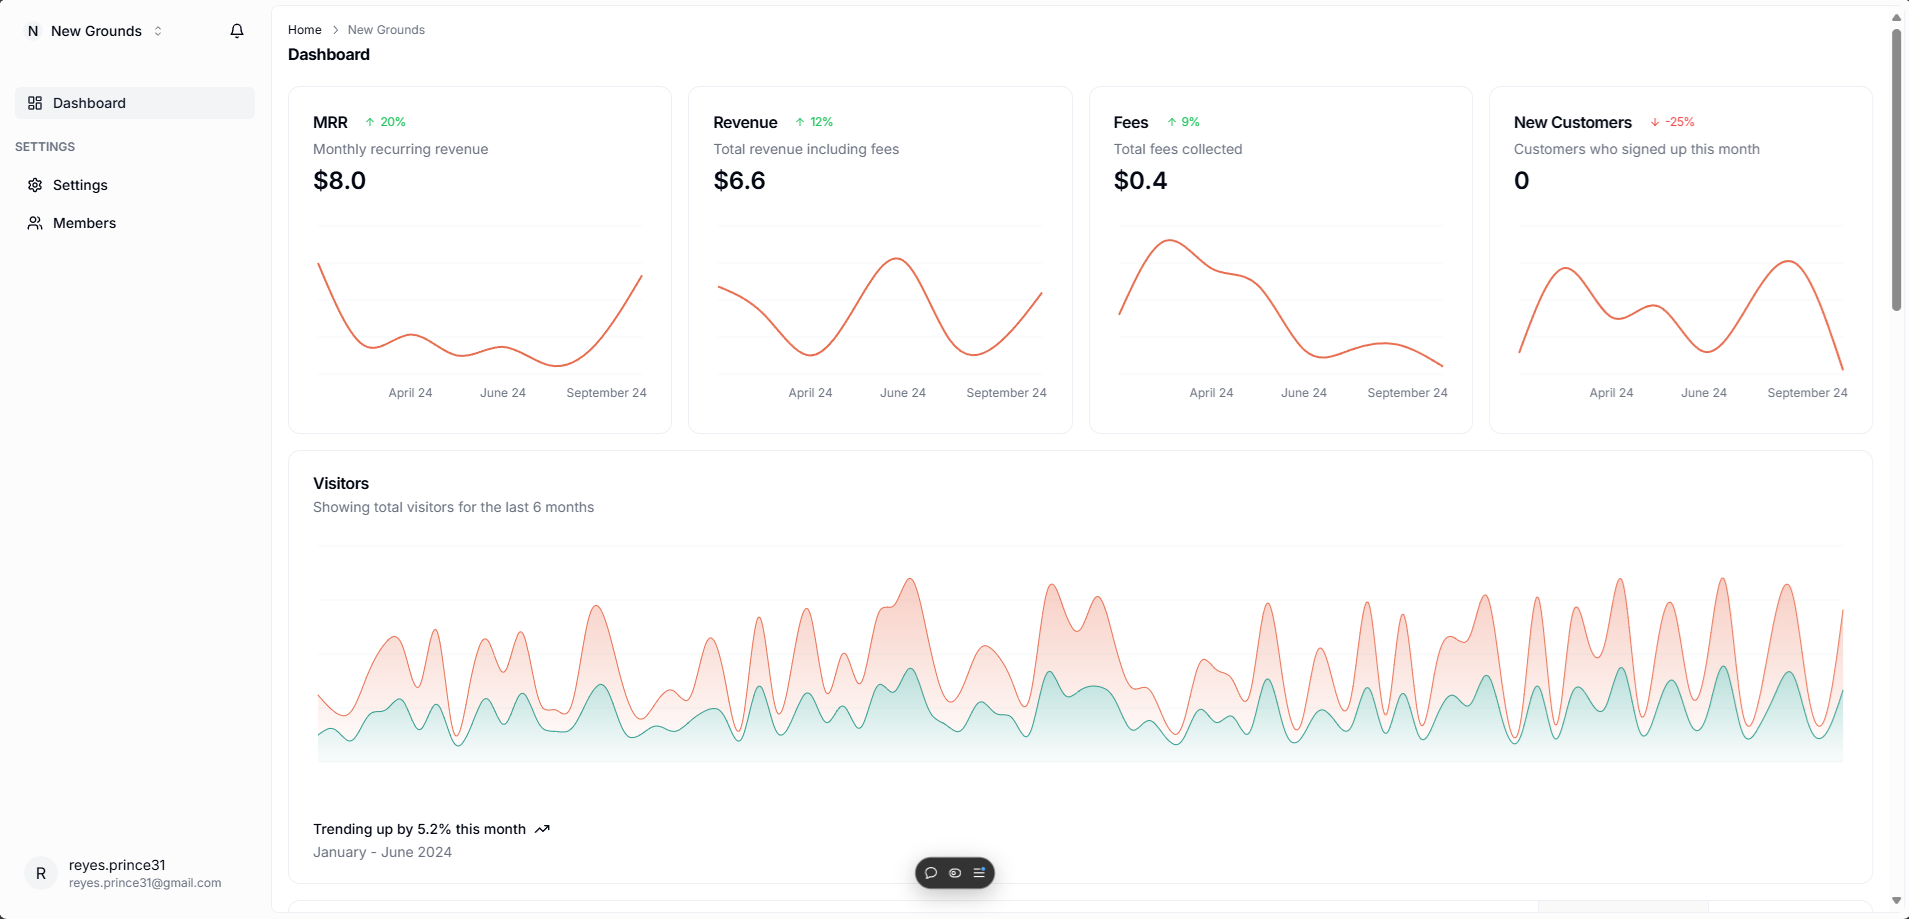 N New Grounds
Dashboard
SETTINGS
Settings
Members
R
reyes.prince31
reyes.prince31@gmail.com
Home > New Grounds
Dashboard
MRR ↑ 20%
Monthly recurring revenue
$8.0
April 24 June 24 September 24
Revenue ↑ 12%
Total revenue including fees
$6.6
April 24 June 24 September 24
Fees ↑ 9%
Total fees collected
$0.4
April 24 June 24 September 24
New Customers ↓ -25%
Customers who signed up this month
0
April 24 June 24 September 24
Visitors
Showing total visitors for the last 6 months
Trending up by 5.2% this month
January - June 2024